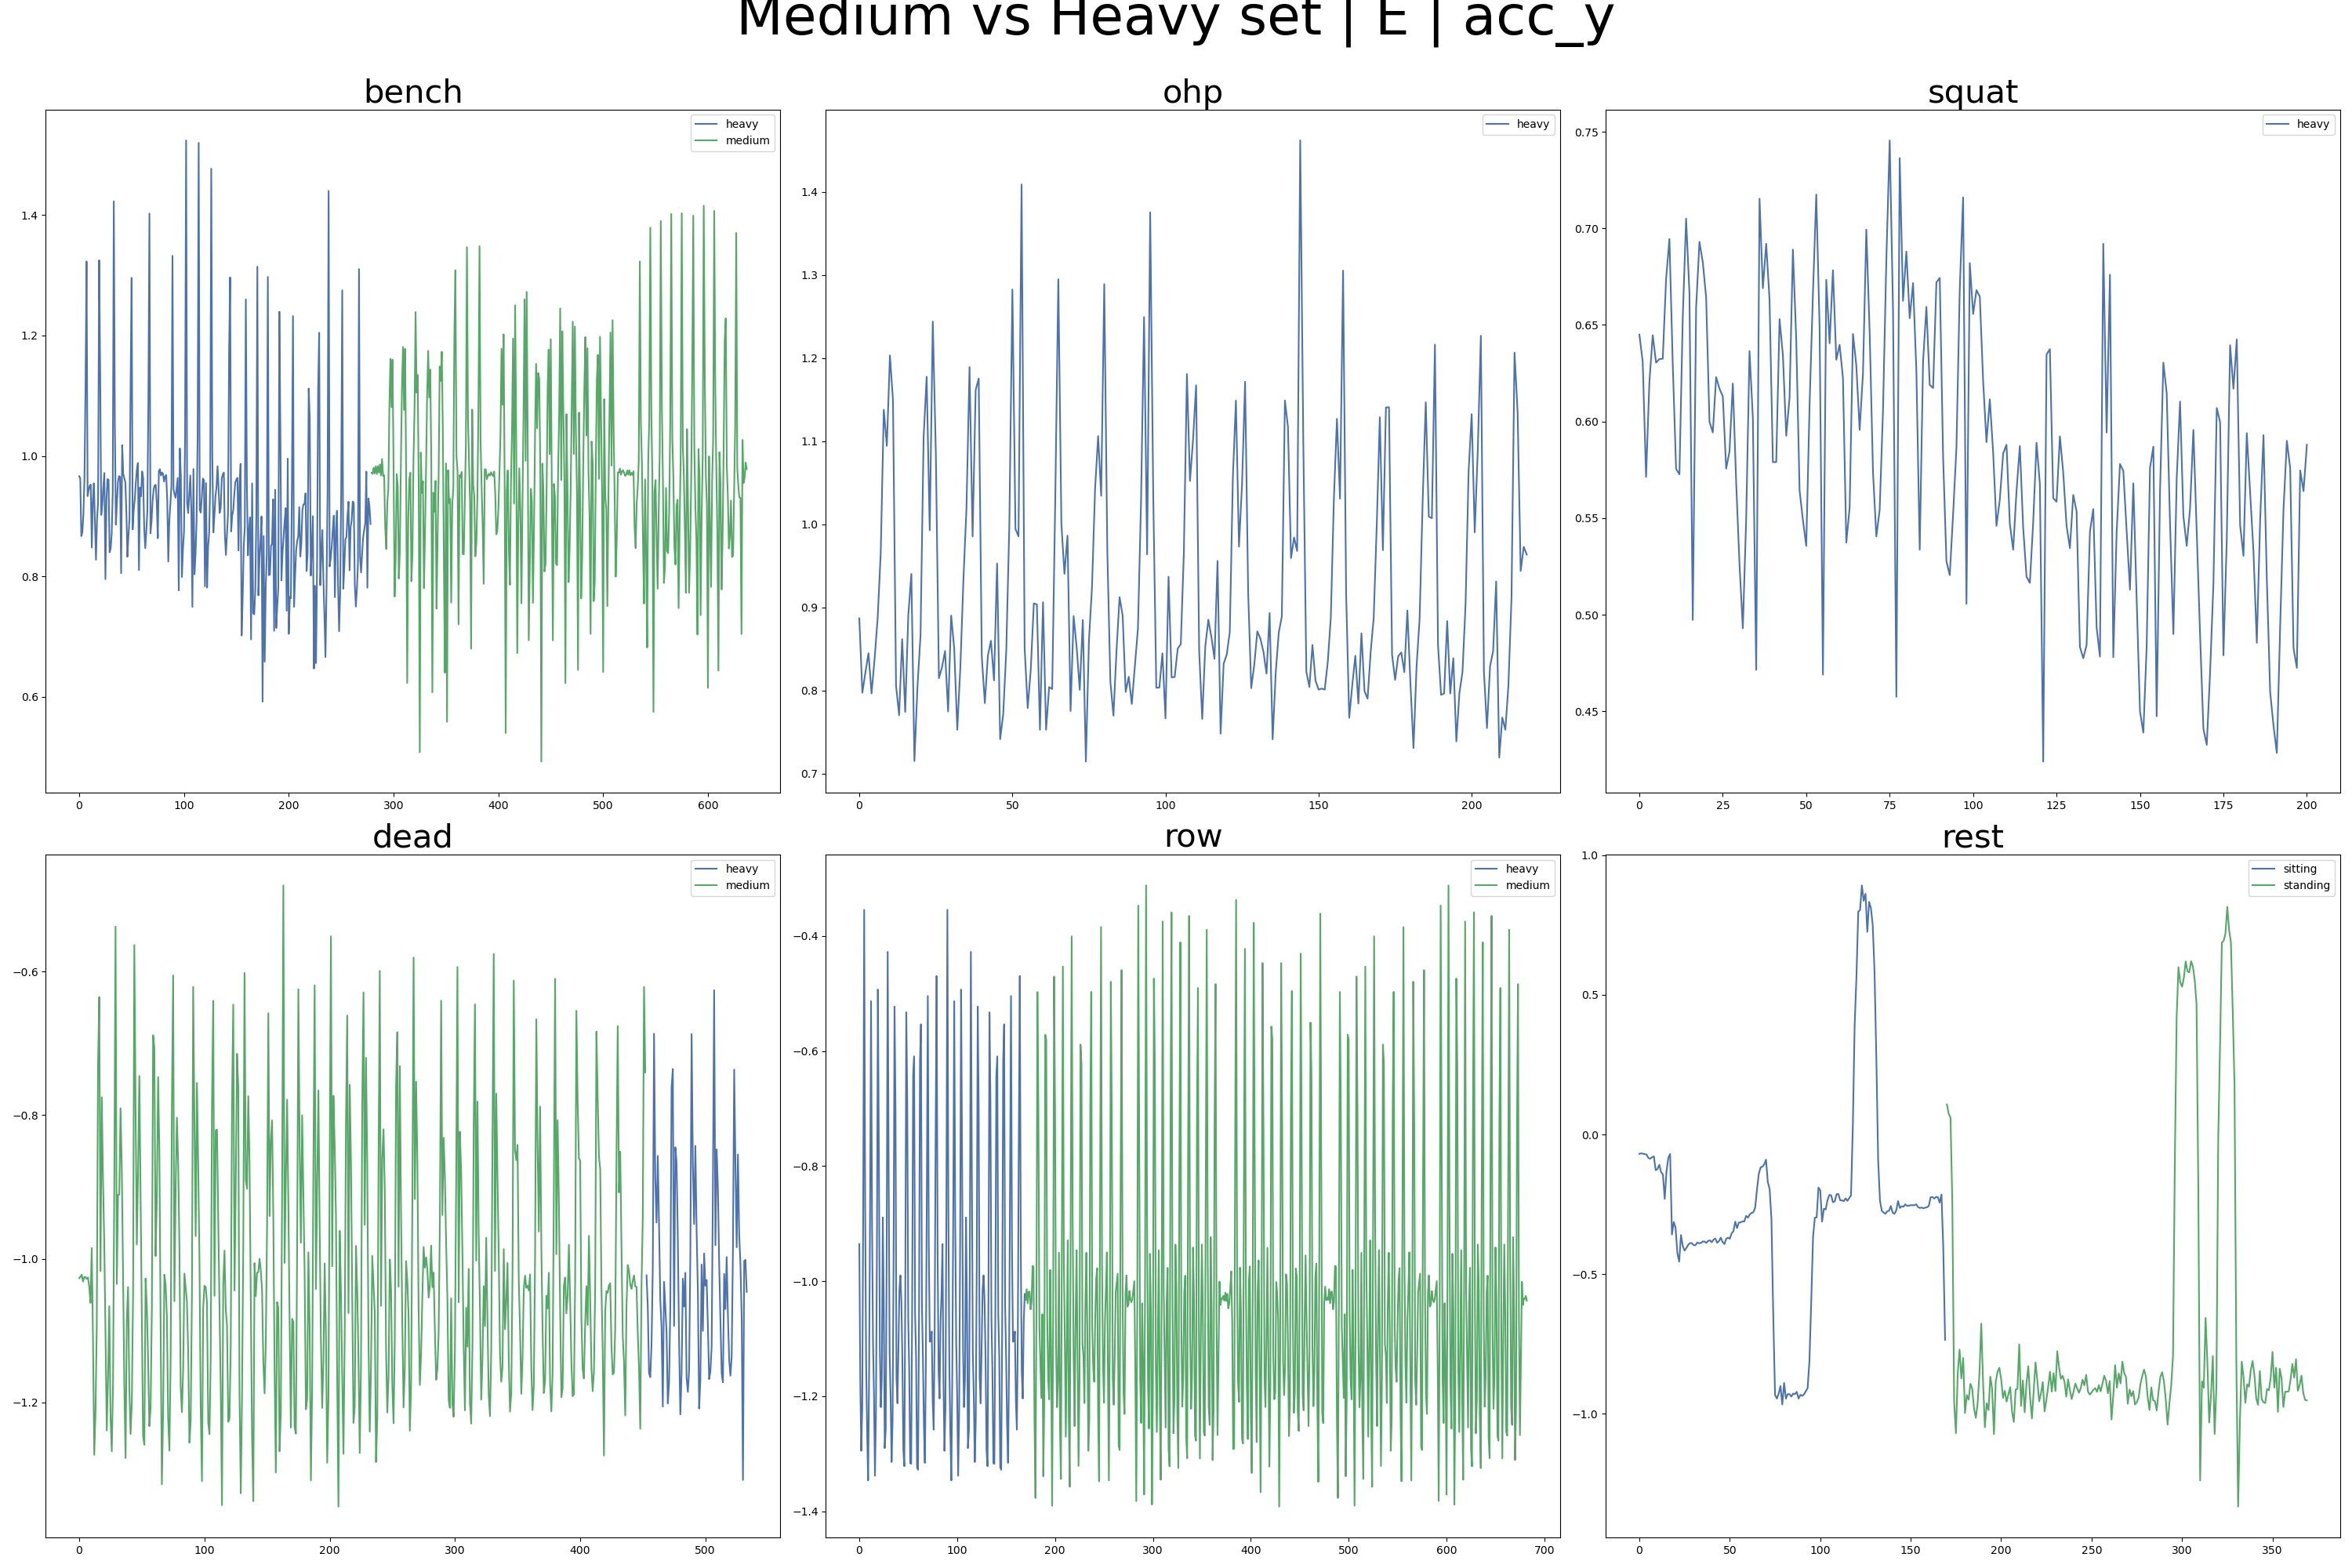 Medium vs Heavy set | E | acc_y
bench
heavy
medium
1.4
1.2
1.0
0.8
0.6
0 100 200 300 400 500 600
ohp
heavy
1.4
1.3
1.2
1.1
1.0
0.9
0.8
0.7
0 50 100 150 200
squat
heavy
0.75
0.70
0.65
0.60
0.55
0.50
0.45
0 25 50 75 100 125 150 175 200
dead
heavy
medium
−0.6
−0.8
−1.0
−1.2
0 100 200 300 400 500
row
heavy
medium
−0.4
−0.6
−0.8
−1.0
−1.2
−1.4
0 100 200 300 400 500 600 700
rest
sitting
standing
1.0
0.5
0.0
−0.5
−1.0
0 50 100 150 200 250 300 350